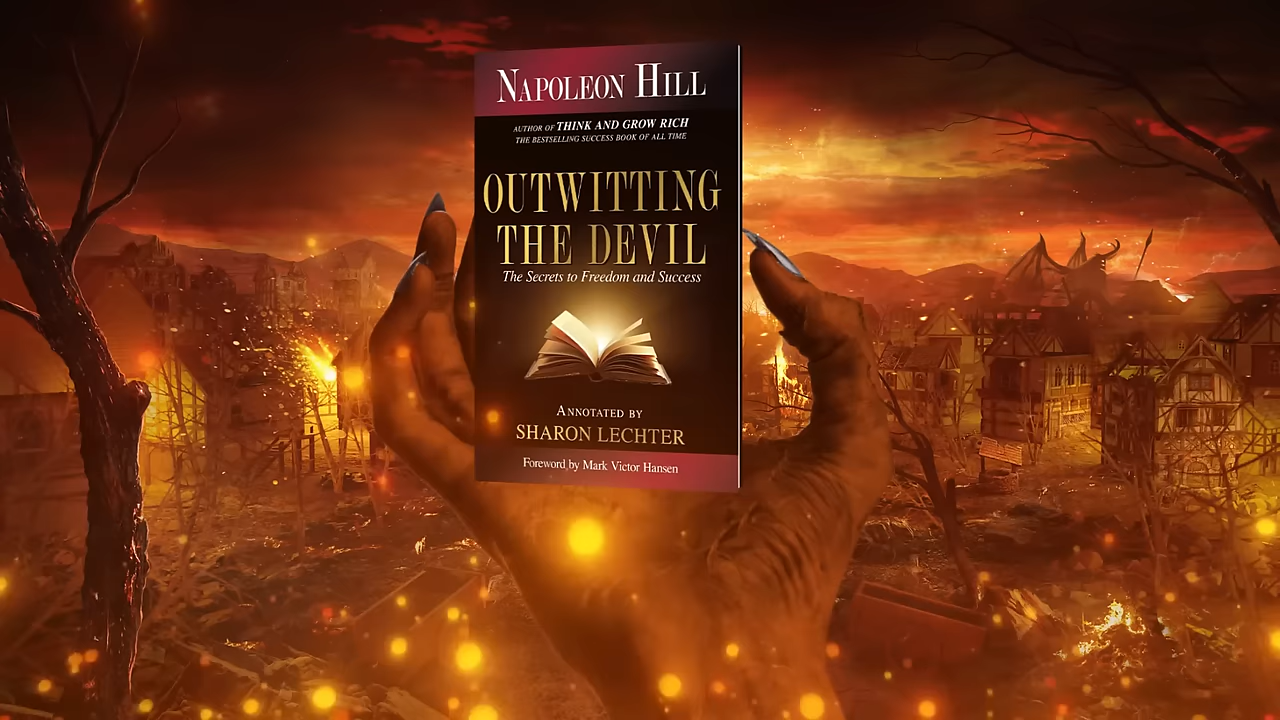 NAPOLEON HILL
AUTHOR OF THINK AND GROW RICH
THE BESTSELLING SUCCESS BOOK OF ALL TIME
OUTWITTING
THE DEVIL
The Secrets to Freedom and Success
ANNOTATED BY
SHARON LECHTER
Foreword by Mark Victor Hansen